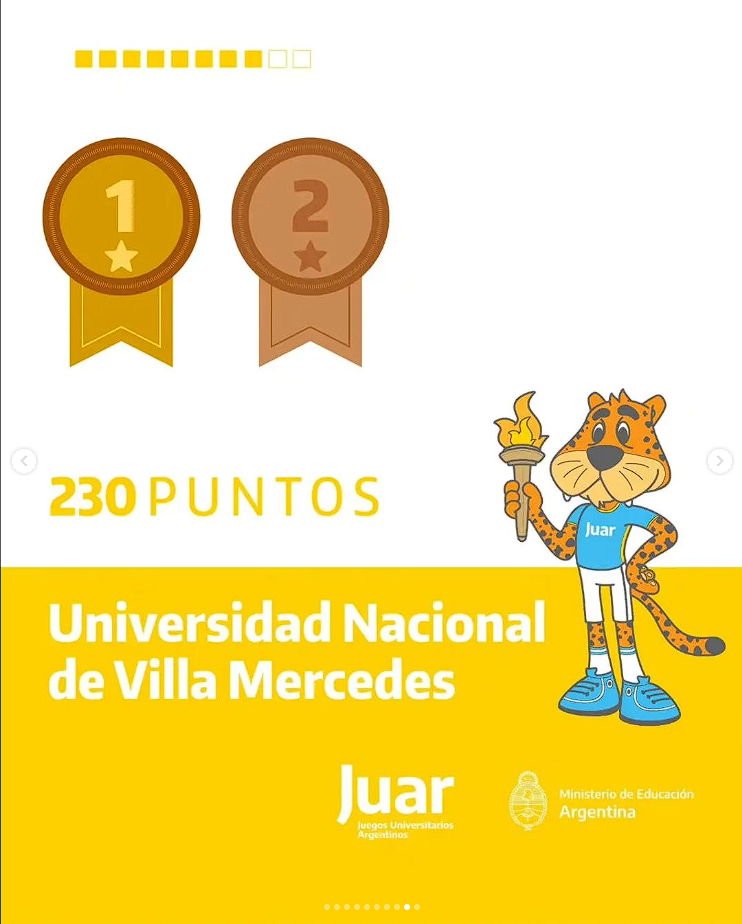 1
2
230 PUNTOS
Juar
Universidad Nacional
de Villa Mercedes
Juar
Juegos Universitarios
Argentinos
Ministerio de Educación
Argentina